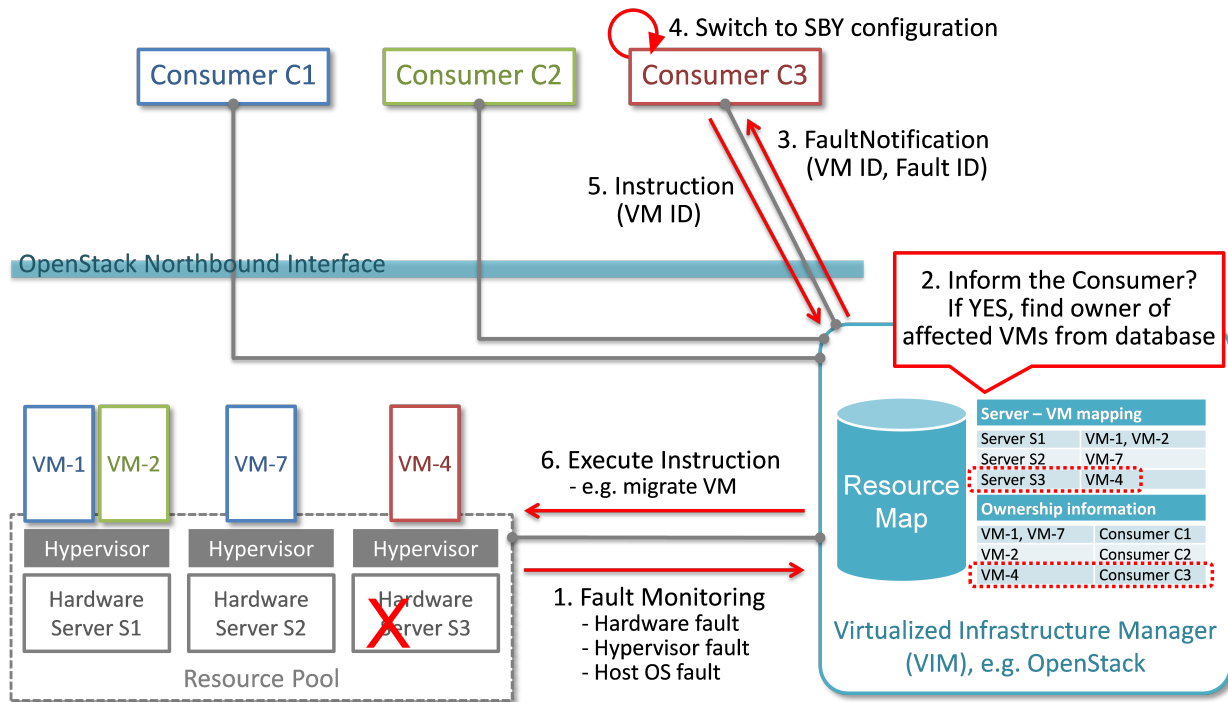 4. Switch to SBY configuration
Consumer C1
Consumer C2
Consumer C3
3. FaultNotification
(VM ID, Fault ID)
5. Instruction
(VM ID)
OpenStack Northbound Interface
2. Inform the Consumer?
If YES, find owner of
affected VMs from database
VM-1
VM-2
VM-7
VM-4
6. Execute Instruction
- e.g. migrate VM
Resource
Map
Server – VM mapping
Server S1 VM-1, VM-2
Server S2 VM-7
Server S3 VM-4
Ownership information
VM-1, VM-7 Consumer C1
VM-2 Consumer C2
VM-4 Consumer C3
Hypervisor
Hypervisor
Hypervisor
Hardware
Server S1
Hardware
Server S2
Hardware
Server S3
Resource Pool
1. Fault Monitoring
- Hardware fault
- Hypervisor fault
- Host OS fault
Virtualized Infrastructure Manager
(VIM), e.g. OpenStack